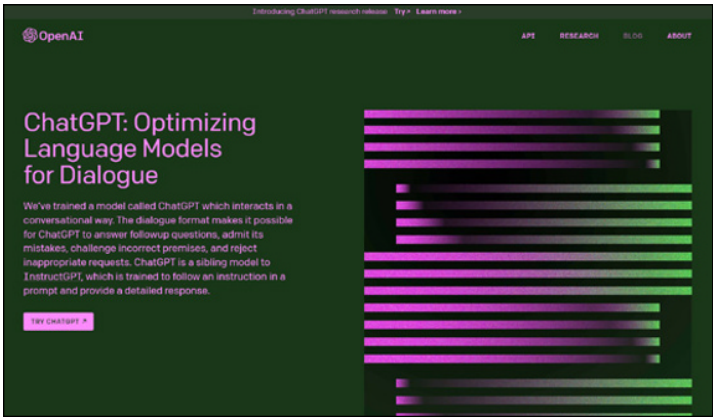 Introducing ChatGPT research release Try↗ Learn more›
OpenAI
API RESEARCH BLOG ABOUT
ChatGPT: Optimizing
Language Models
for Dialogue
We've trained a model called ChatGPT which interacts in a
conversational way. The dialogue format makes it possible
for ChatGPT to answer followup questions, admit its
mistakes, challenge incorrect premises, and reject
inappropriate requests. ChatGPT is a sibling model to
InstructGPT, which is trained to follow an instruction in a
prompt and provide a detailed response.
TRY CHATGPT ↗